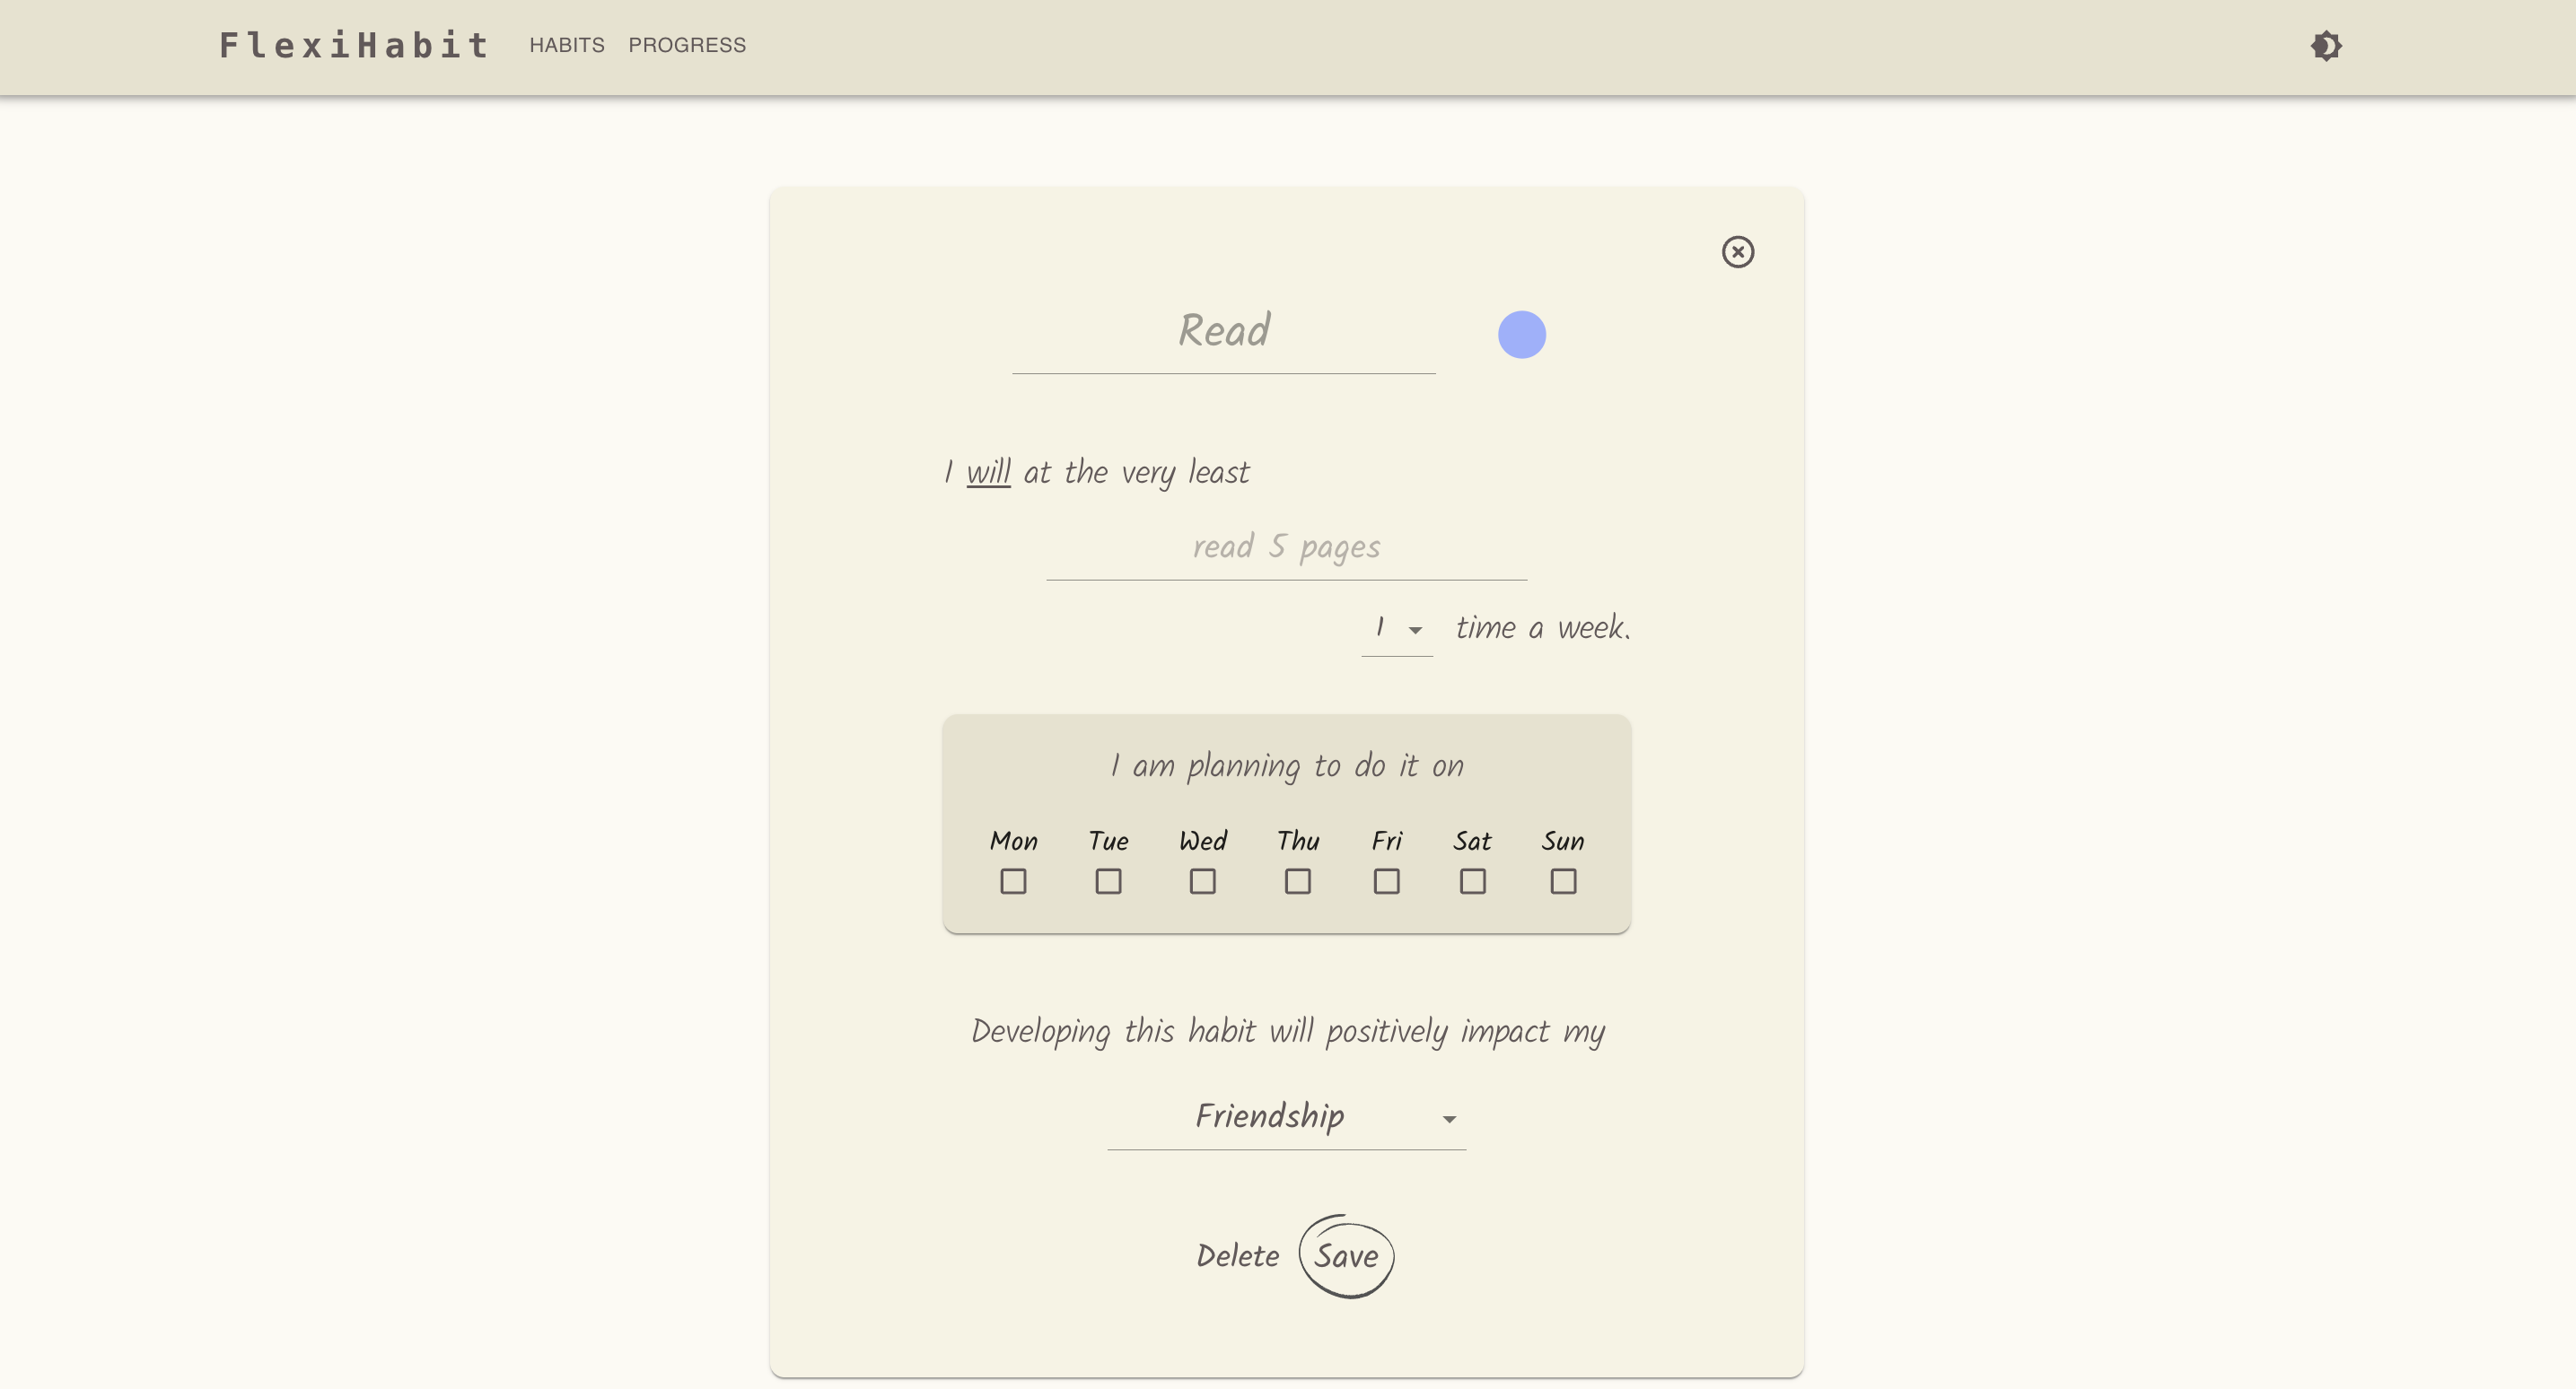 FlexiHabit HABITS PROGRESS
Read
I will at the very least
read 5 pages
1 time a week.
I am planning to do it on
Mon Tue Wed Thu Fri Sat Sun
Developing this habit will positively impact my
Friendship
Delete Save